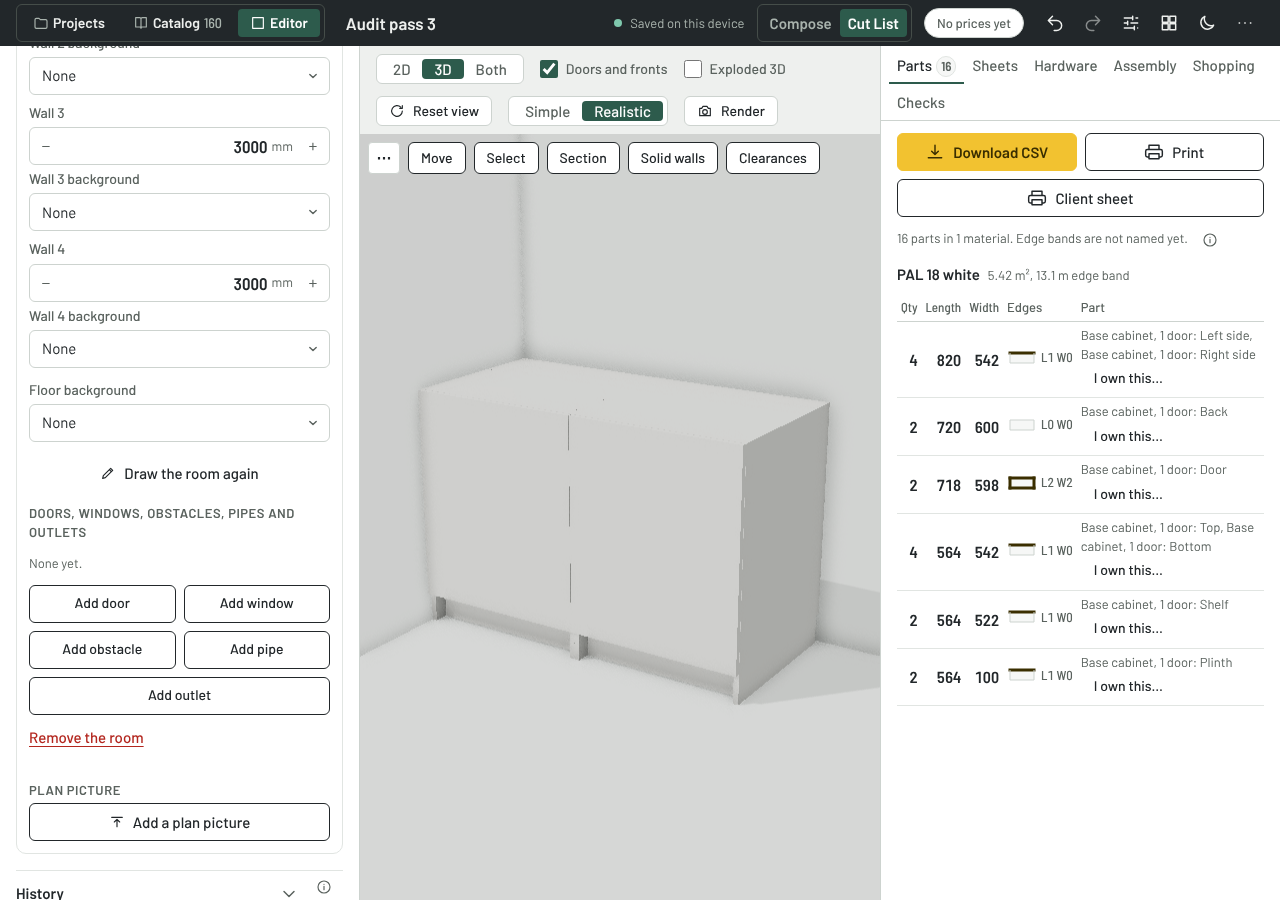 Projects
Catalog 160
Editor
Audit pass 3
Saved on this device
Compose
Cut List
No prices yet
Wall 2 background
None
Wall 3
3000 mm
Wall 3 background
None
Wall 4
3000 mm
Wall 4 background
None
Floor background
None
Draw the room again
DOORS, WINDOWS, OBSTACLES, PIPES AND
OUTLETS
None yet.
Add door
Add window
Add obstacle
Add pipe
Add outlet
Remove the room
PLAN PICTURE
Add a plan picture
History
2D
3D
Both
Doors and fronts
Exploded 3D
Reset view
Simple
Realistic
Render
Move
Select
Section
Solid walls
Clearances
Parts 16
Sheets
Hardware
Assembly
Shopping
Checks
Download CSV
Print
Client sheet
16 parts in 1 material. Edge bands are not named yet.
PAL 18 white 5.42 m², 13.1 m edge band
Qty Length Width Edges Part
4 820 542 L1 W0 Base cabinet, 1 door: Left side,
Base cabinet, 1 door: Right side
I own this...
2 720 600 L0 W0 Base cabinet, 1 door: Back
I own this...
2 718 598 L2 W2 Base cabinet, 1 door: Door
I own this...
4 564 542 L1 W0 Base cabinet, 1 door: Top, Base
cabinet, 1 door: Bottom
I own this...
2 564 522 L1 W0 Base cabinet, 1 door: Shelf
I own this...
2 564 100 L1 W0 Base cabinet, 1 door: Plinth
I own this...